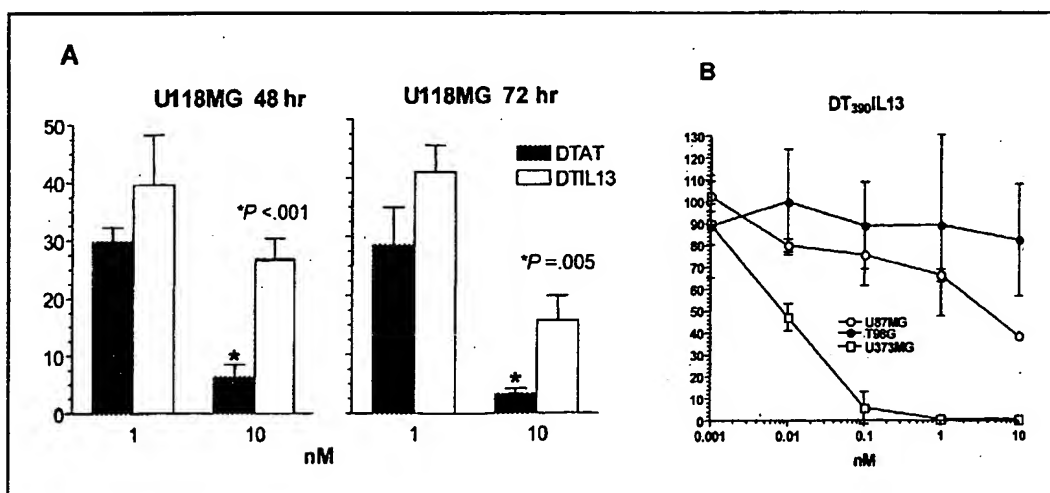 A
U118MG 48 hr
U118MG 72 hr
50
40
30
20
10
0
DTAT
DTIL13
*P <.001
*P =.005
*
*
1
10
1
10
nM
B
DT390IL13
130
120
110
100
90
80
70
60
50
40
30
20
10
0
U87MG
T98G
U373MG
0.001
0.01
0.1
1
10
nM